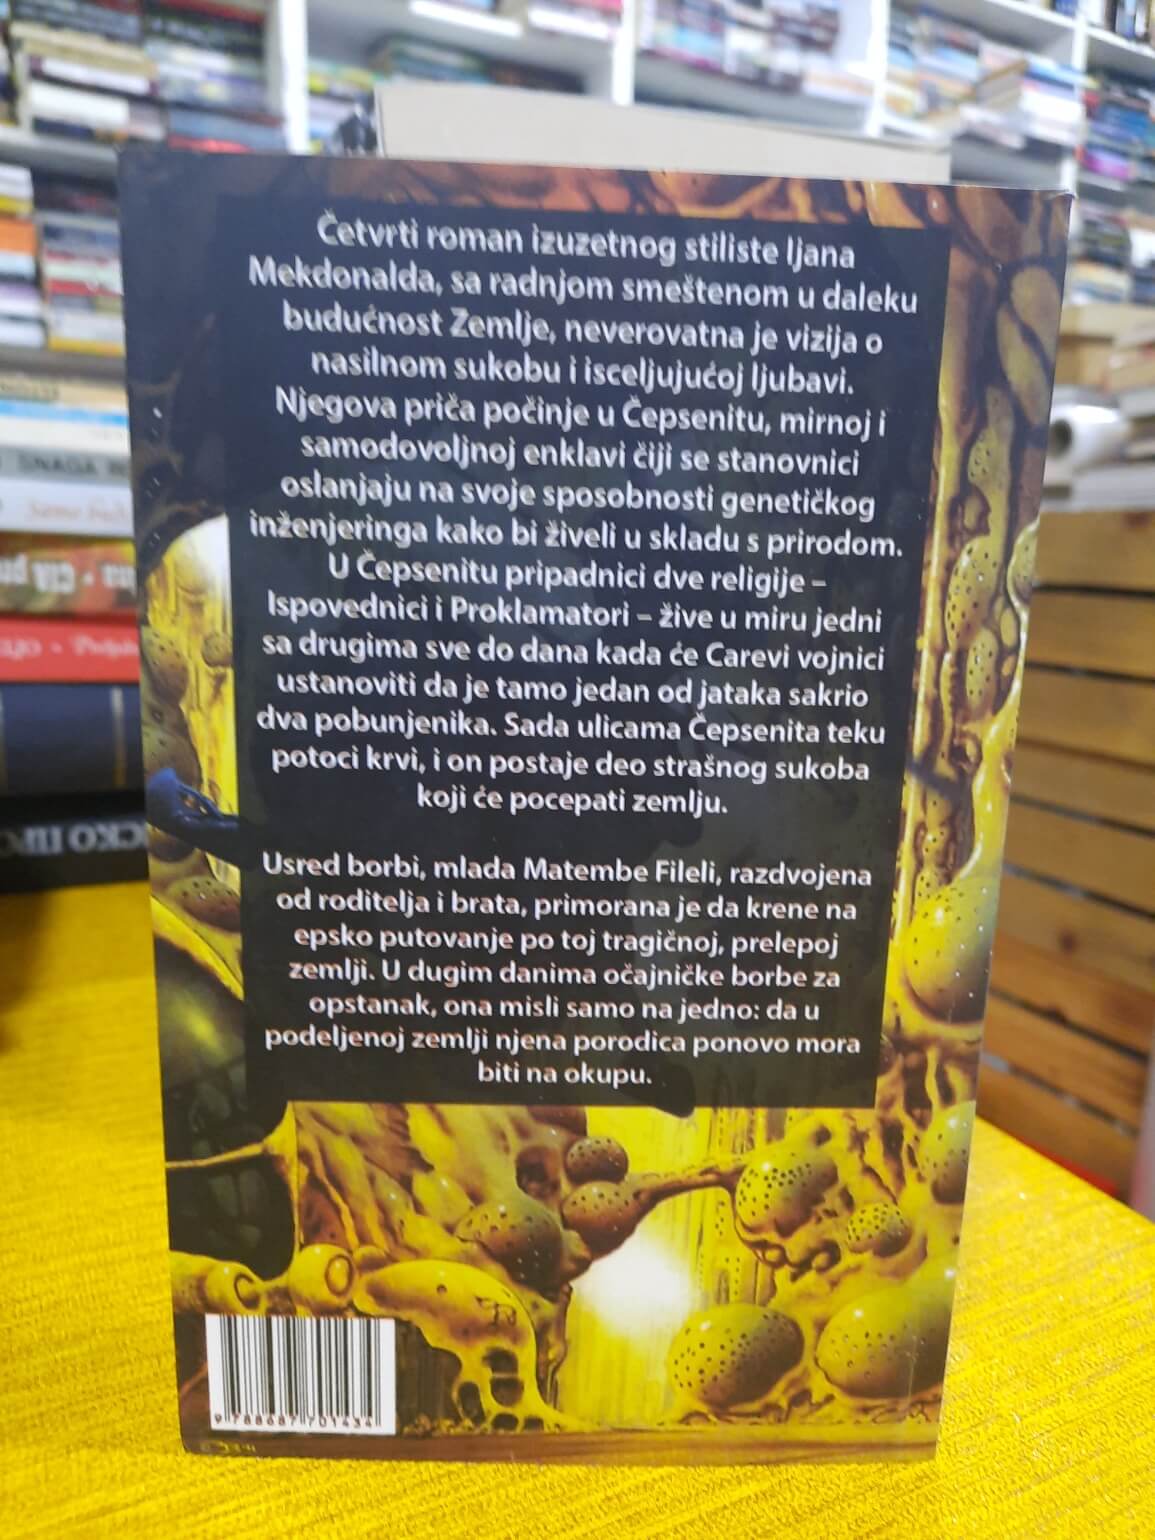 Četvrti roman izuzetnog stiliste Ijana
Mekdonalda, sa radnjom smeštenom u daleku
budućnost Zemlje, neverovatna je vizija o
nasilnom sukobu i isceljujućoj ljubavi.
Njegova priča počinje u Čepsenitu, mirnoj i
samodovoljnoj enklavi čiji se stanovnici
oslanjaju na svoje sposobnosti genetičkog
inženjeringa kako bi živeli u skladu s prirodom.
U Čepsenitu pripadnici dve religije –
Ispovednici i Proklamatori – žive u miru jedni
sa drugima sve do dana kada će Carevi vojnici
ustanoviti da je tamo jedan od jataka sakrio
dva pobunjenika. Sada ulicama Čepsenita teku
potoci krvi, i on postaje deo strašnog sukoba
koji će pocepati zemlju.
Usred borbi, mlada Matembe Fileli, razdvojena
od roditelja i brata, primorana je da krene na
epsko putovanje po toj tragičnoj, prelepoj
zemlji. U dugim danima očajničke borbe za
opstanak, ona misli samo na jedno: da u
podeljenoj zemlji njena porodica ponovo mora
biti na okupu.
9 788687 701434
SNAGA